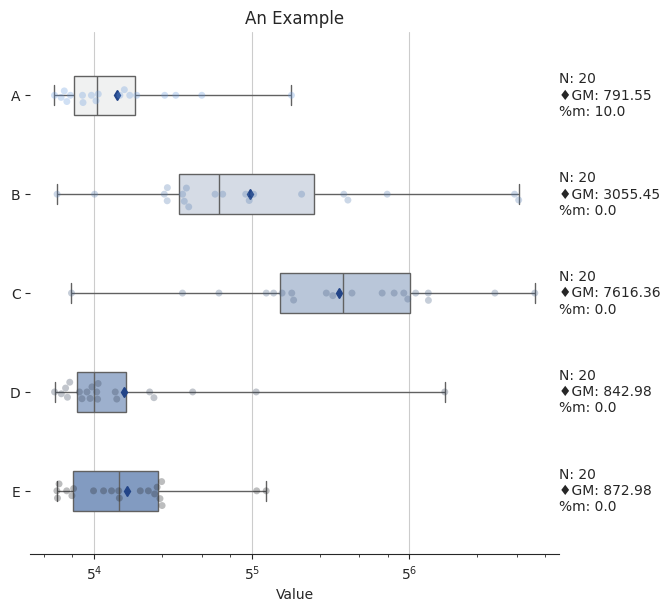 An Example
A
N: 20
♦GM: 791.55
%m: 10.0
B
N: 20
♦GM: 3055.45
%m: 0.0
C
N: 20
♦GM: 7616.36
%m: 0.0
D
N: 20
♦GM: 842.98
%m: 0.0
E
N: 20
♦GM: 872.98
%m: 0.0
5⁴ 5⁵ 5⁶
Value